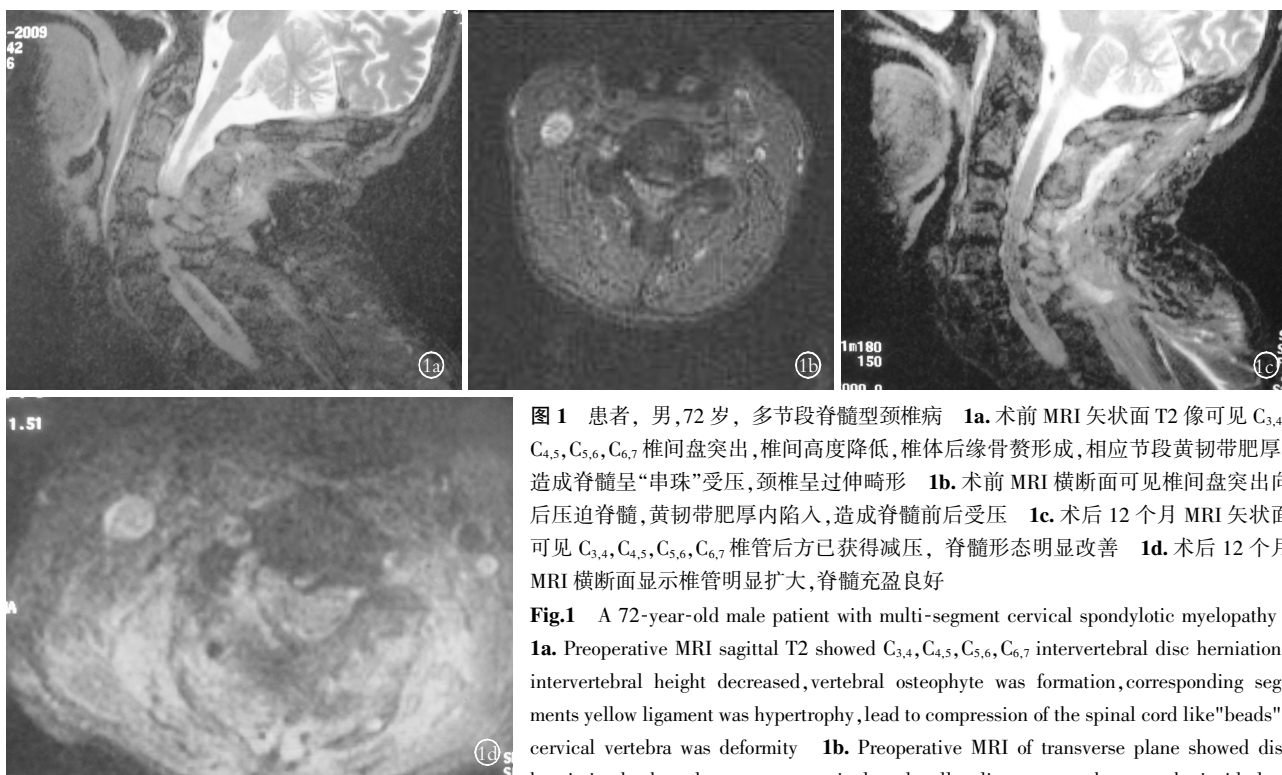 -2009
42
6
1a
1b
1m180
150
1c
1.51
1d
图 1 患者, 男,72 岁, 多节段脊髓型颈椎病 1a. 术前 MRI 矢状面 T2 像可见 C3,4
C4,5,C5,6,C6,7 椎间盘突出,椎间高度降低,椎体后缘骨赘形成,相应节段黄韧带肥厚
造成脊髓呈“串珠”受压,颈椎呈过伸畸形 1b. 术前 MRI 横断面可见椎间盘突出向
后压迫脊髓,黄韧带肥厚内陷入,造成脊髓前后受压 1c. 术后 12 个月 MRI 矢状面
可见 C3,4,C4,5,C5,6,C6,7 椎管后方已获得减压, 脊髓形态明显改善 1d. 术后 12 个月
MRI 横断面显示椎管明显扩大,脊髓充盈良好
Fig.1 A 72-year-old male patient with multi-segment cervical spondylotic myelopathy
1a. Preoperative MRI sagittal T2 showed C3,4,C4,5,C5,6,C6,7 intervertebral disc herniation
intervertebral height decreased,vertebral osteophyte was formation,corresponding seg-
ments yellow ligament was hypertrophy,lead to compression of the spinal cord like"beads"
cervical vertebra was deformity 1b. Preoperative MRI of transverse plane showed dis